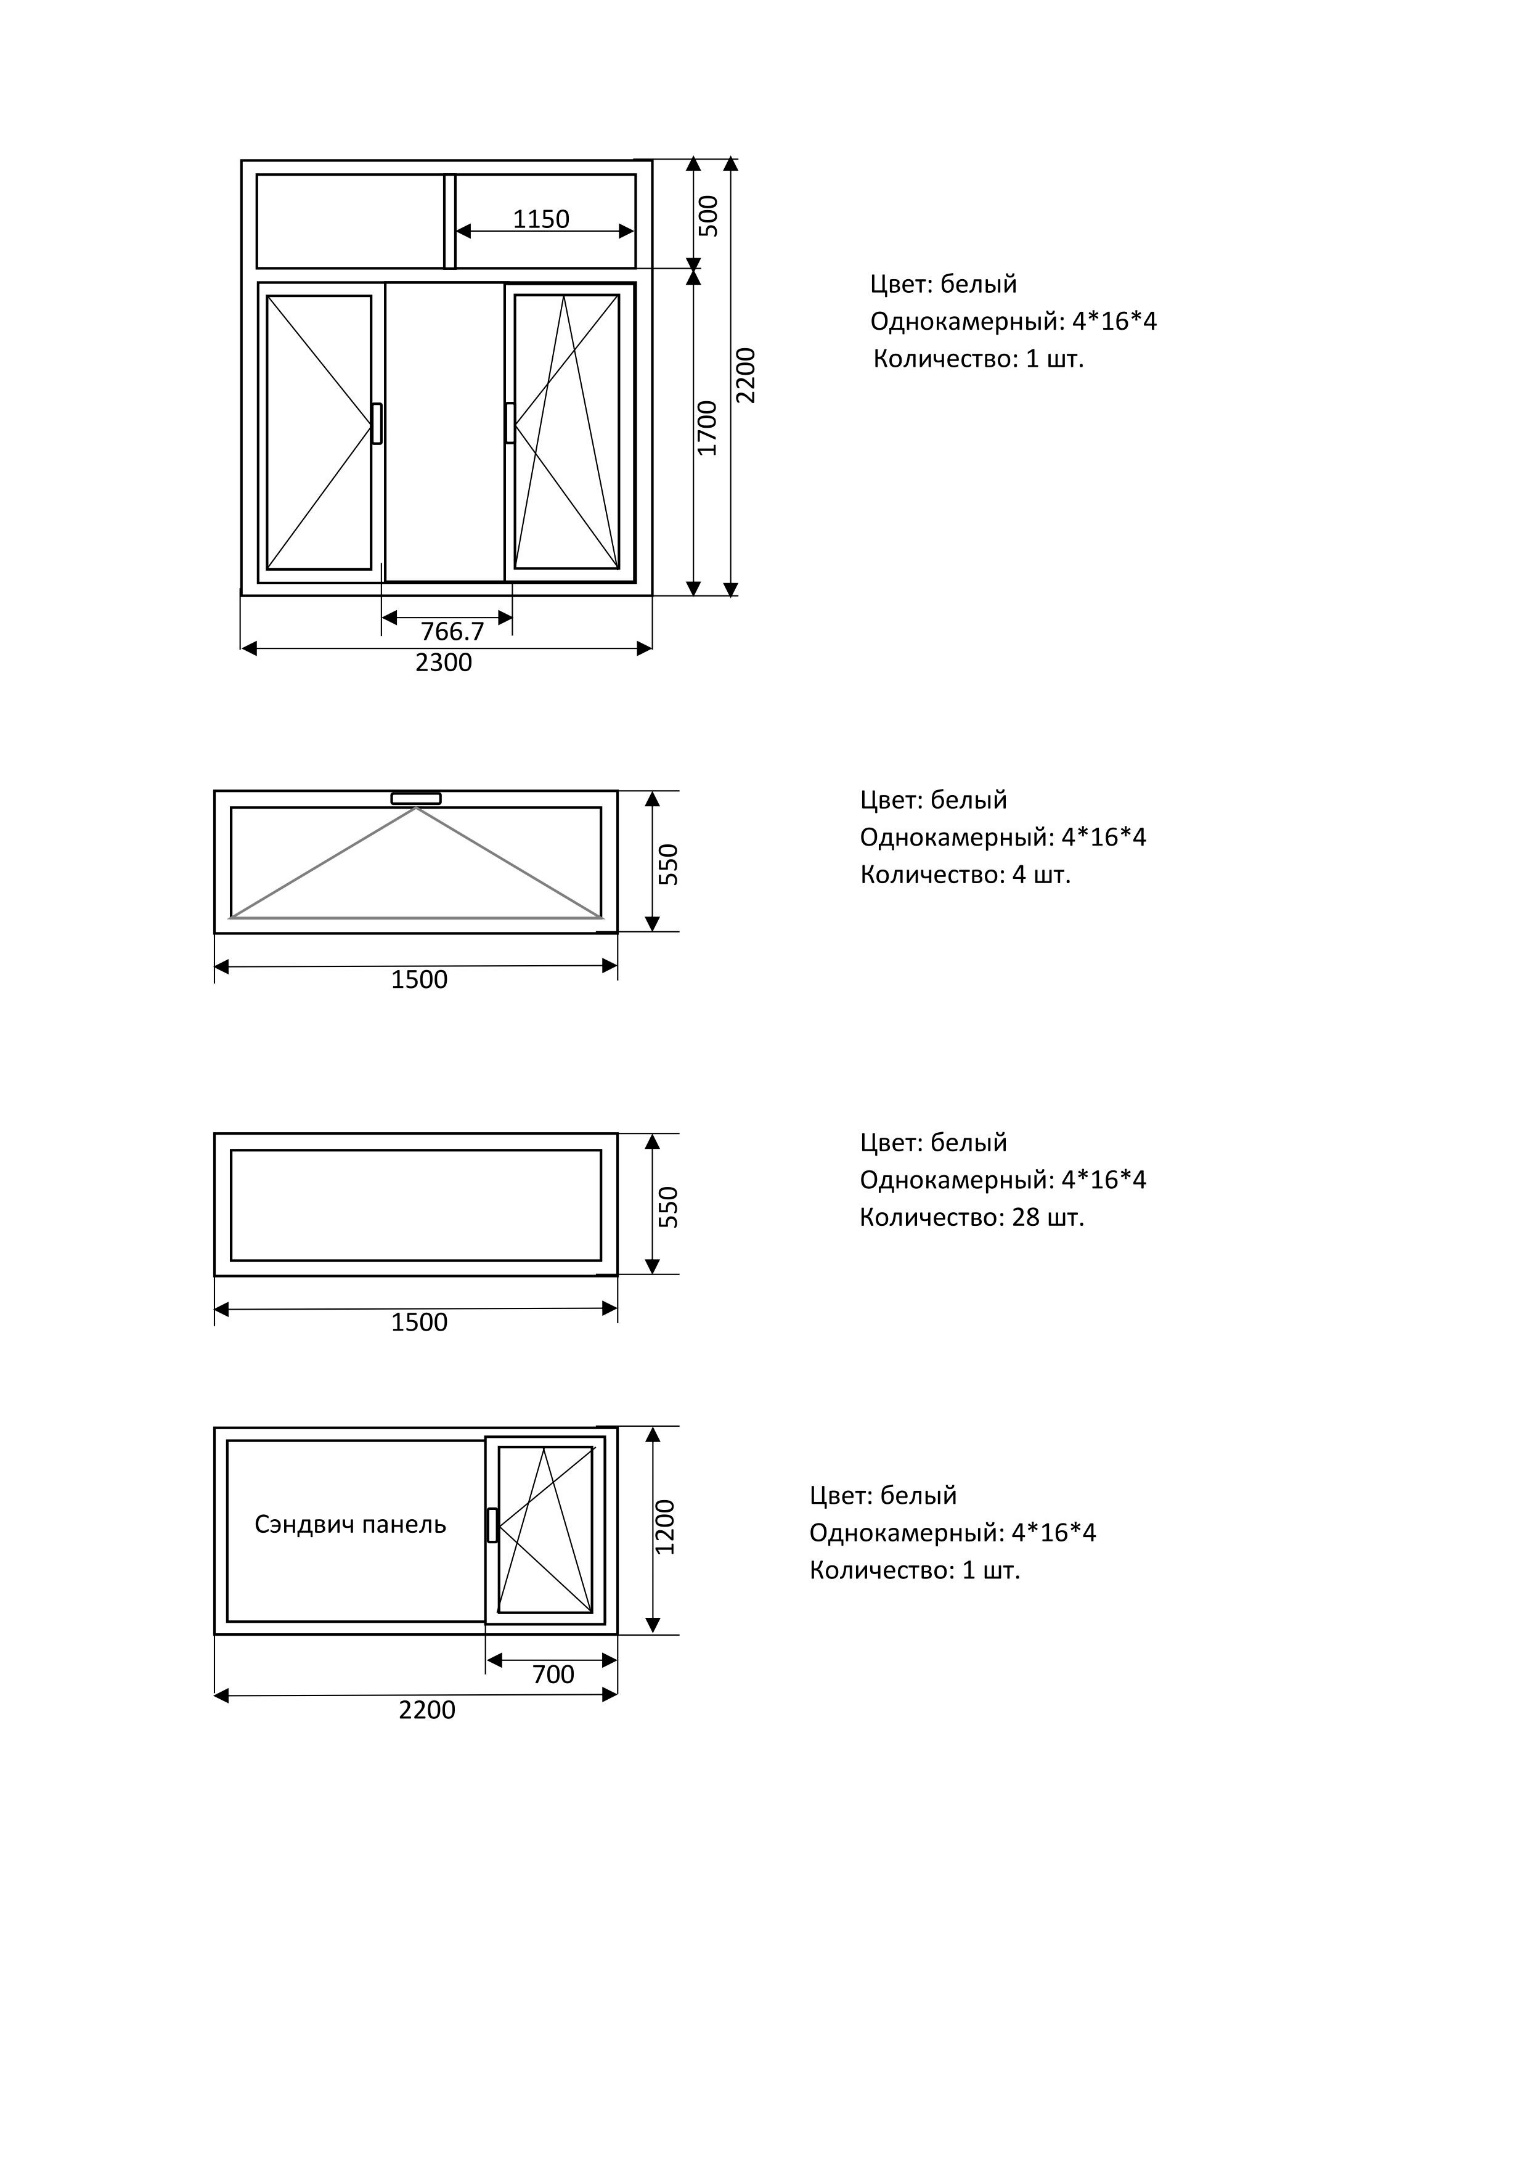 1150
500
1700
2200
766.7
2300
Цвет: белый
Однокамерный: 4*16*4
Количество: 1 шт.
550
1500
Цвет: белый
Однокамерный: 4*16*4
Количество: 4 шт.
550
1500
Цвет: белый
Однокамерный: 4*16*4
Количество: 28 шт.
Сэндвич панель
1200
700
2200
Цвет: белый
Однокамерный: 4*16*4
Количество: 1 шт.